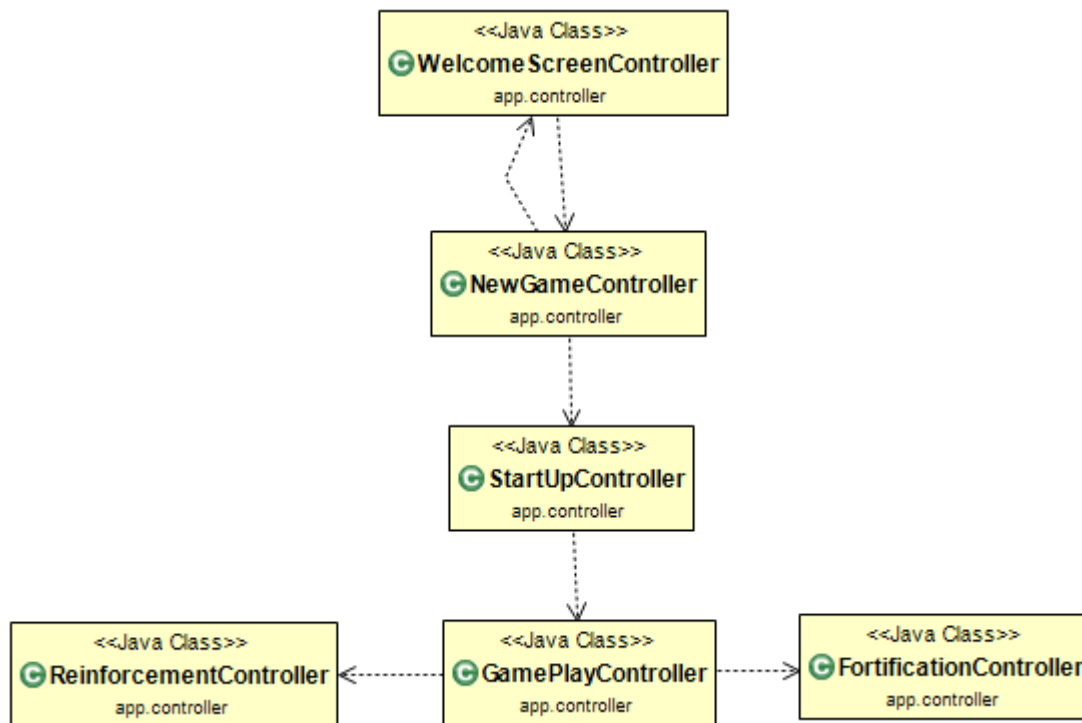 <<Java Class>>
C WelcomeScreenController
app.controller
<<Java Class>>
C NewGameController
app.controller
<<Java Class>>
C StartUpController
app.controller
<<Java Class>>
C ReinforcementController
app.controller
<<Java Class>>
C GamePlayController
app.controller
<<Java Class>>
C FortificationController
app.controller